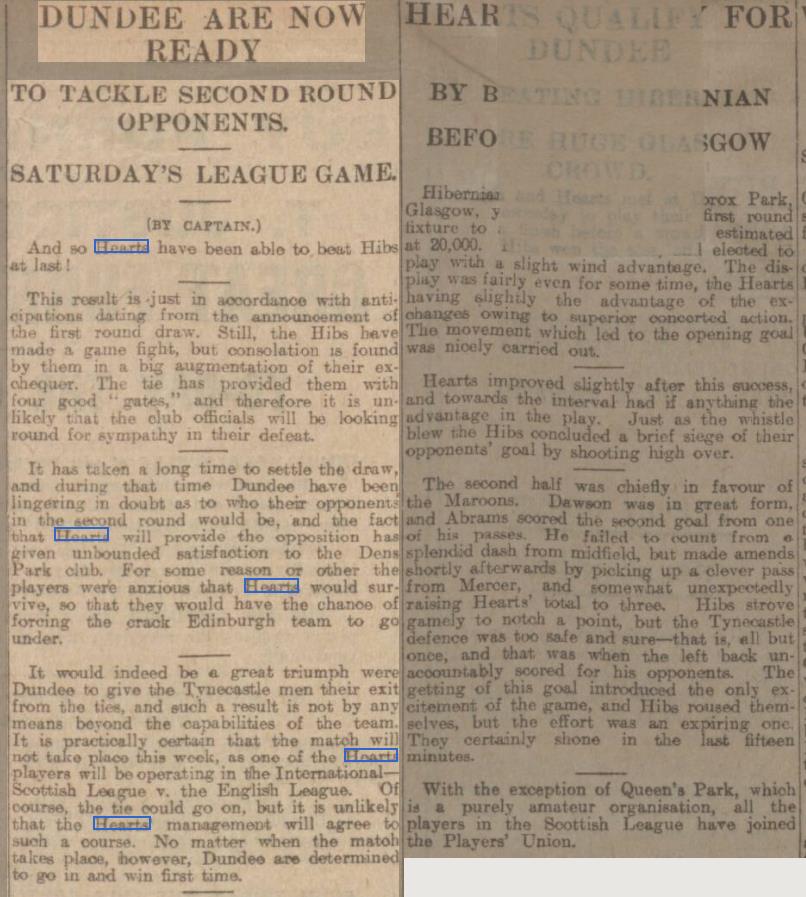 DUNDEE ARE NOW
READY
TO TACKLE SECOND ROUND
OPPONENTS.
SATURDAY'S LEAGUE GAME.
(BY CAPTAIN.)
And so Hearts have been able to beat Hibs
at last!
This result is just in accordance with anti-
cipations dating from the announcement of
the first round draw. Still, the Hibs have
made a game fight, but consolation is found
by them in a big augmentation of their ex-
chequer. The tie has provided them with
four good "gates," and therefore it is un-
likely that the club officials will be looking
round for sympathy in their defeat.
It has taken a long time to settle the draw,
and during that time Dundee have been
lingering in doubt as to who their opponents
in the second round would be, and the fact
that Hearts will provide the opposition has
given unbounded satisfaction to the Dens
Park club. For some reason or other the
players were anxious that Hearts would sur-
vive, so that they would have the chance of
forcing the crack Edinburgh team to go
under.
It would indeed be a great triumph were
Dundee to give the Tynecastle men their exit
from the ties, and such a result is not by any
means beyond the capabilities of the team.
It is practically certain that the match will
not take place this week, as one of the Hearts
players will be operating in the International—
Scottish League v. the English League. Of
course, the tie could go on, but it is unlikely
that the Hearts management will agree to
such a course. No matter when the match
takes place, however, Dundee are determined
to go in and win first time.
HEARTS QUALIFY FOR
DUNDEE
BY BEATING HIBERNIAN
BEFORE HUGE GLASGOW
CROWD.
Hibernian and Hearts met at Ibrox Park,
Glasgow, yesterday play their first round
fixture to a finish before a estimated
at 20,000. Hibs won the elected to
play with a slight wind advantage. The dis-
play was fairly even for some time, the Hearts
having slightly the advantage of the ex-
changes owing to superior concerted action.
The movement which led to the opening goal
was nicely carried out.
Hearts improved slightly after this success,
and towards the interval had if anything the
advantage in the play. Just as the whistle
blew the Hibs concluded a brief siege of their
opponents' goal by shooting high over.
The second half was chiefly in favour of
the Maroons. Dawson was in great form,
and Abrams scored the second goal from one
of his passes. He failed to count from a
splendid dash from midfield, but made amends
shortly afterwards by picking up a clever pass
from Mercer, and somewhat unexpectedly
raising Hearts' total to three. Hibs strove
gamely to notch a point, but the Tynecastle
defence was too safe and sure—that is, all but
once, and that was when the left back un-
accountably scored for his opponents. The
getting of this goal introduced the only ex-
citement of the game, and Hibs roused them-
selves, but the effort was an expiring one.
They certainly shone in the last fifteen
minutes.
With the exception of Queen's Park, which
is a purely amateur organisation, all the
players in the Scottish League have joined
the Players' Union.